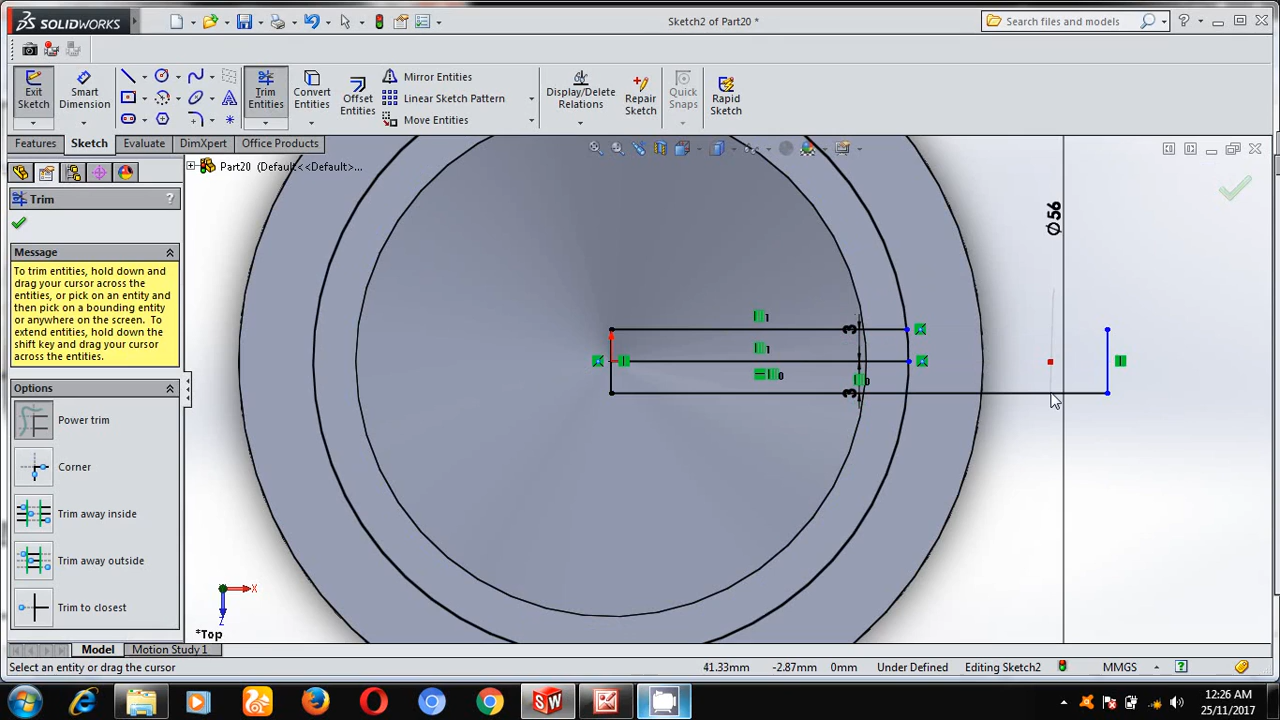 SOLIDWORKS
Sketch2 of Part20 *
Search files and models
Exit Sketch
Smart Dimension
Trim Entities
Convert Entities
Offset Entities
Mirror Entities
Linear Sketch Pattern
Move Entities
Display/Delete Relations
Repair Sketch
Quick Snaps
Rapid Sketch
Features
Sketch
Evaluate
DimXpert
Office Products
Part20 (Default<<Default>...
Trim
?
Message
To trim entities, hold down and
drag your cursor across the
entities, or pick on an entity and
then pick on a bounding entity
or anywhere on the screen. To
extend entities, hold down the
shift key and drag your cursor
across the entities.
Options
Power trim
Corner
Trim away inside
Trim away outside
Trim to closest
Ø56
3
3
1
1
0
0
X
Z
*Top
Model
Motion Study 1
Select an entity or drag the cursor
41.33mm
-2.87mm
0mm
Under Defined
Editing Sketch2
MMGS
12:26 AM
25/11/2017